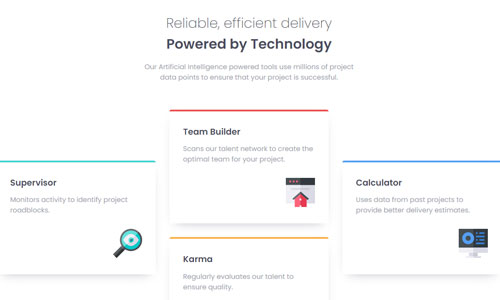 Reliable, efficient delivery
Powered by Technology
Our Artificial Intelligence powered tools use millions of project
data points to ensure that your project is successful.
Team Builder
Scans our talent network to create the
optimal team for your project.
Supervisor
Monitors activity to identify project
roadblocks.
Calculator
Uses data from past projects to
provide better delivery estimates.
Karma
Regularly evaluates our talent to
ensure quality.